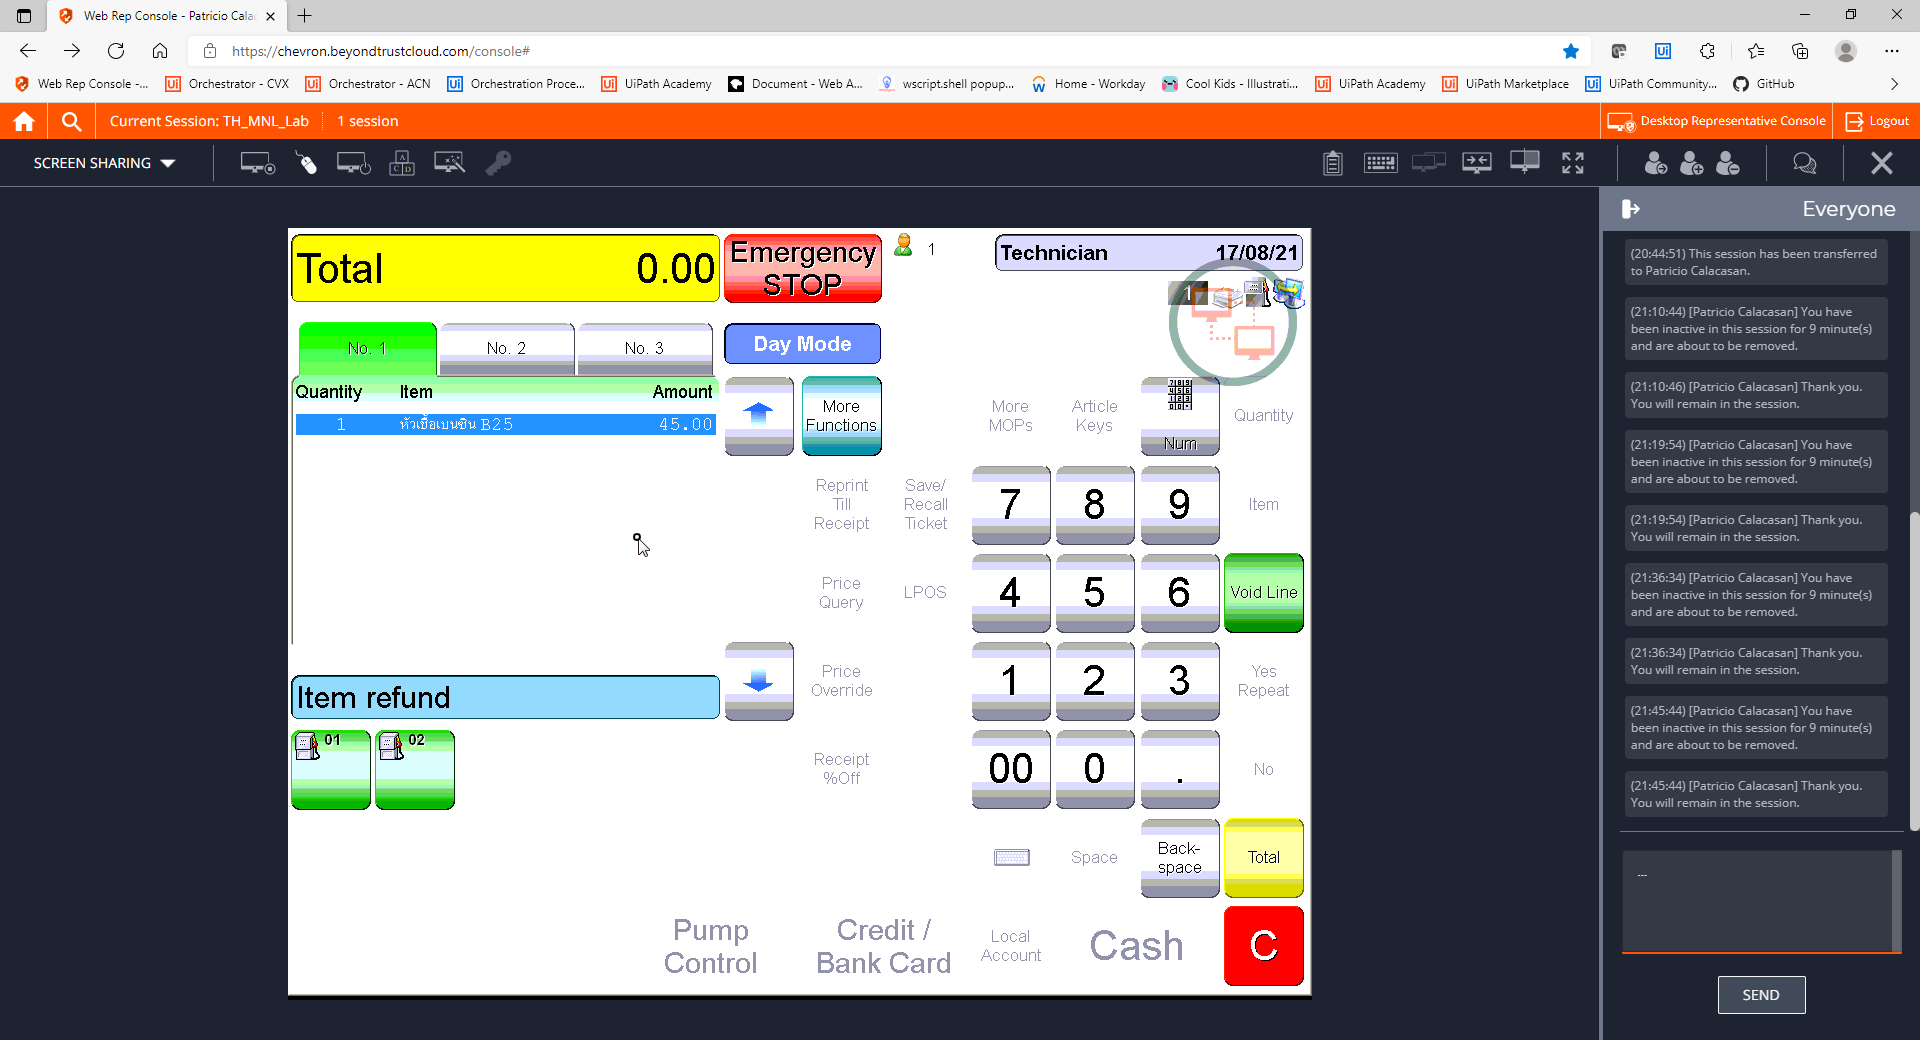 Web Rep Console - Patricio Cala
https://chevron.beyondtrustcloud.com/console#
Web Rep Console -... Orchestrator - CVX Orchestrator - ACN Orchestration Proce... UiPath Academy Document - Web A... wscript.shell popup... Home - Workday Cool Kids - Illustrati... UiPath Academy UiPath Marketplace UiPath Community... GitHub
Current Session: TH_MNL_Lab 1 session Desktop Representative Console Logout
SCREEN SHARING
Everyone
Total 0.00
Emergency
STOP
1
Technician 17/08/21
1
No. 1 No. 2 No. 3
Day Mode
Quantity Item Amount
1 หัวเชื้อเบนซิน B25 45.00
More
Functions
More
MOPs
Article
Keys
Num
Quantity
Reprint
Till
Receipt
Save/
Recall
Ticket
7 8 9
Item
Price
Query
LPOS
4 5 6
Void Line
Item refund
Price
Override
1 2 3
Yes
Repeat
01 02
Receipt
%Off
00 0 .
No
Space
Back-
space
Total
Pump
Control
Credit /
Bank Card
Local
Account
Cash
C
(20:44:51) This session has been transferred
to Patricio Calacasan.
(21:10:44) [Patricio Calacasan] You have
been inactive in this session for 9 minute(s)
and are about to be removed.
(21:10:46) [Patricio Calacasan] Thank you.
You will remain in the session.
(21:19:54) [Patricio Calacasan] You have
been inactive in this session for 9 minute(s)
and are about to be removed.
(21:19:54) [Patricio Calacasan] Thank you.
You will remain in the session.
(21:36:34) [Patricio Calacasan] You have
been inactive in this session for 9 minute(s)
and are about to be removed.
(21:36:34) [Patricio Calacasan] Thank you.
You will remain in the session.
(21:45:44) [Patricio Calacasan] You have
been inactive in this session for 9 minute(s)
and are about to be removed.
(21:45:44) [Patricio Calacasan] Thank you.
You will remain in the session.
...
SEND